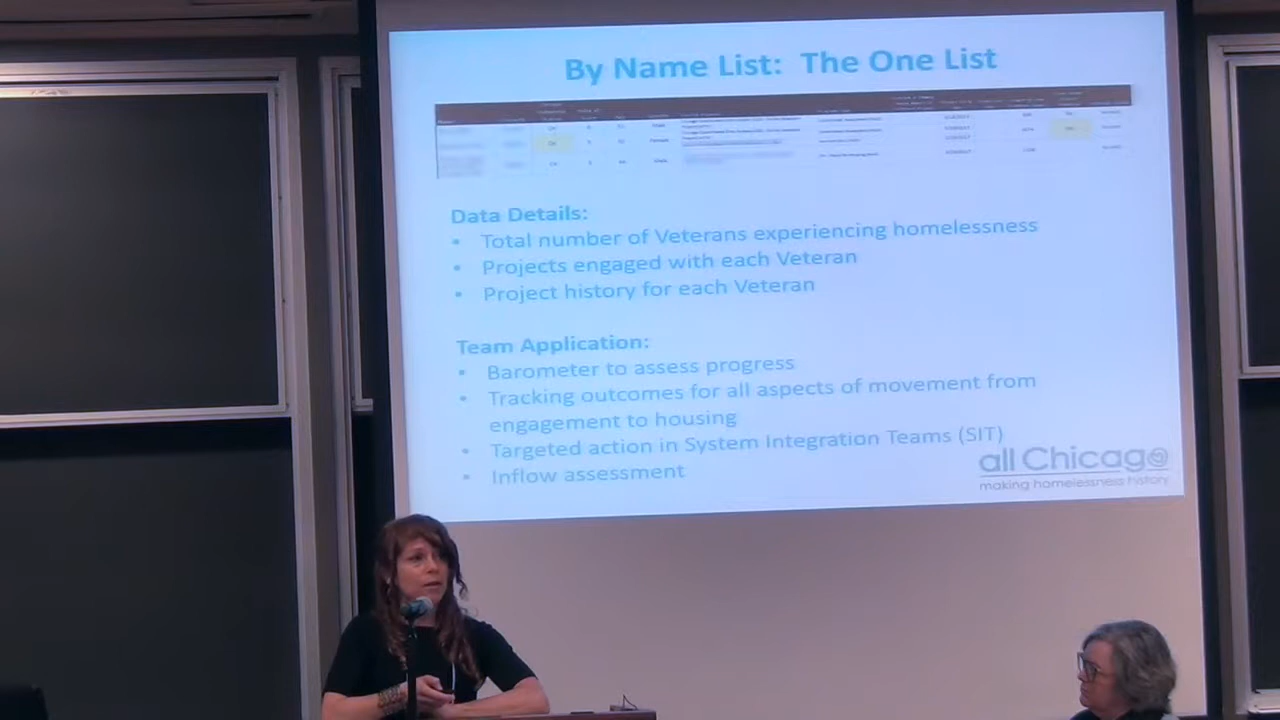 By Name List: The One List
Data Details:
• Total number of Veterans experiencing homelessness
• Projects engaged with each Veteran
• Project history for each Veteran
Team Application:
• Barometer to assess progress
• Tracking outcomes for all aspects of movement from
engagement to housing
• Targeted action in System Integration Teams (SIT)
• Inflow assessment
all Chicago
making homelessness history